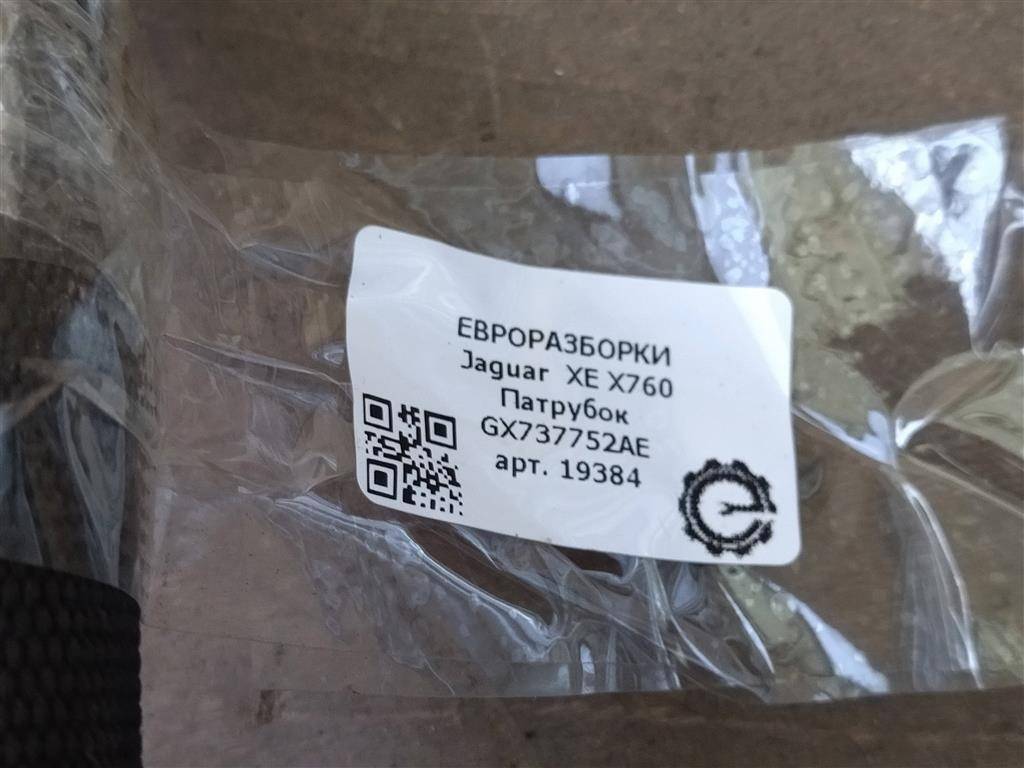 ЕВРОРАЗБОРКИ
Jaguar XE X760
Патрубок
GX737752AE
арт. 19384